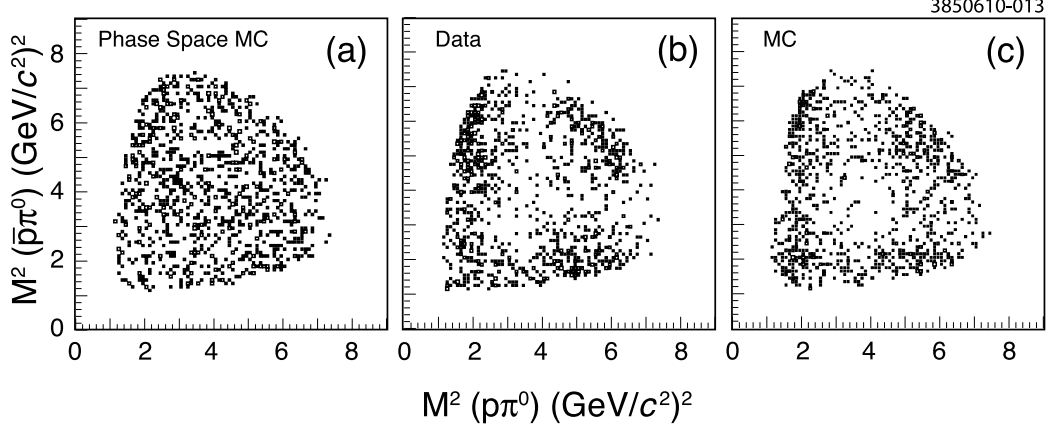 3850610-013
Phase Space MC (a)
Data (b)
MC (c)
M² (p̅π⁰) (GeV/c²)²
8
6
4
2
0
0 2 4 6 8
0 2 4 6 8
0 2 4 6 8
M² (pπ⁰) (GeV/c²)²